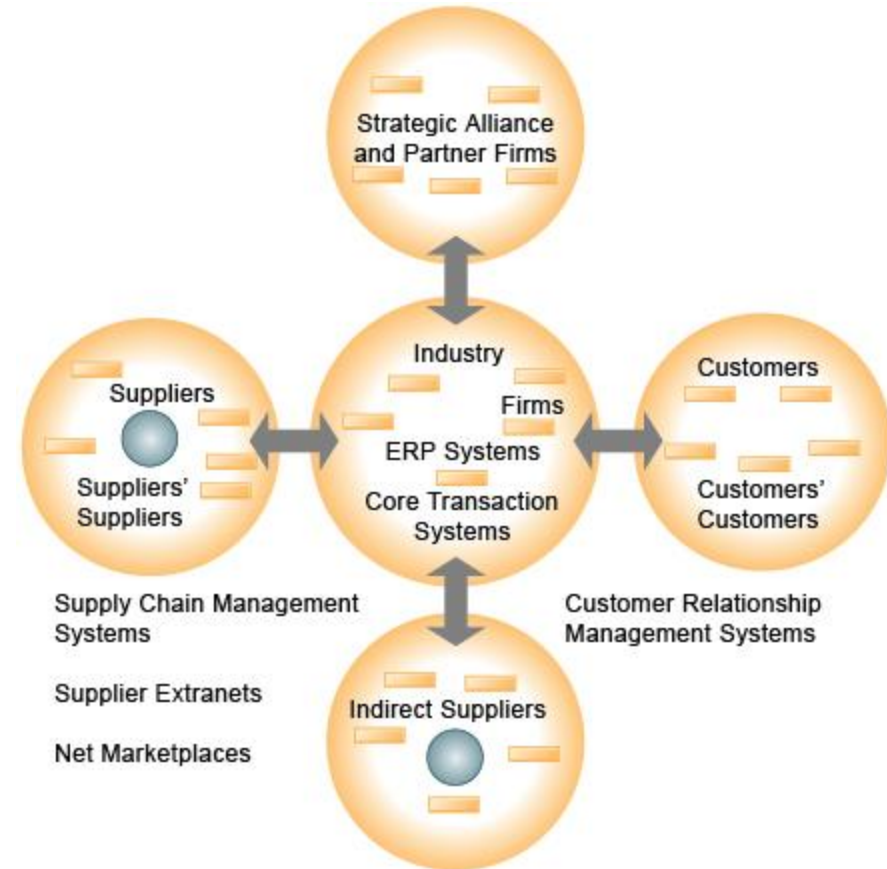 Strategic Alliance
and Partner Firms
Industry
Firms
ERP Systems
Core Transaction
Systems
Suppliers
Suppliers’
Suppliers
Customers
Customers’
Customers
Supply Chain Management
Systems
Supplier Extranets
Net Marketplaces
Customer Relationship
Management Systems
Indirect Suppliers